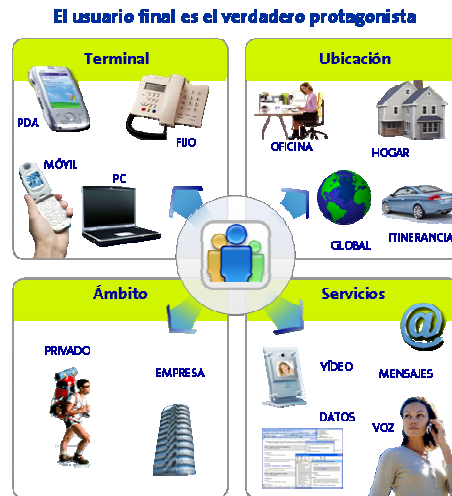 El usuario final es el verdadero protagonista
Terminal
PDA
FIJO
MÓVIL
PC
Ubicación
OFICINA
HOGAR
GLOBAL
ITINERANCIA
Ámbito
PRIVADO
EMPRESA
Servicios
VÍDEO
MENSAJES
DATOS
VOZ
@